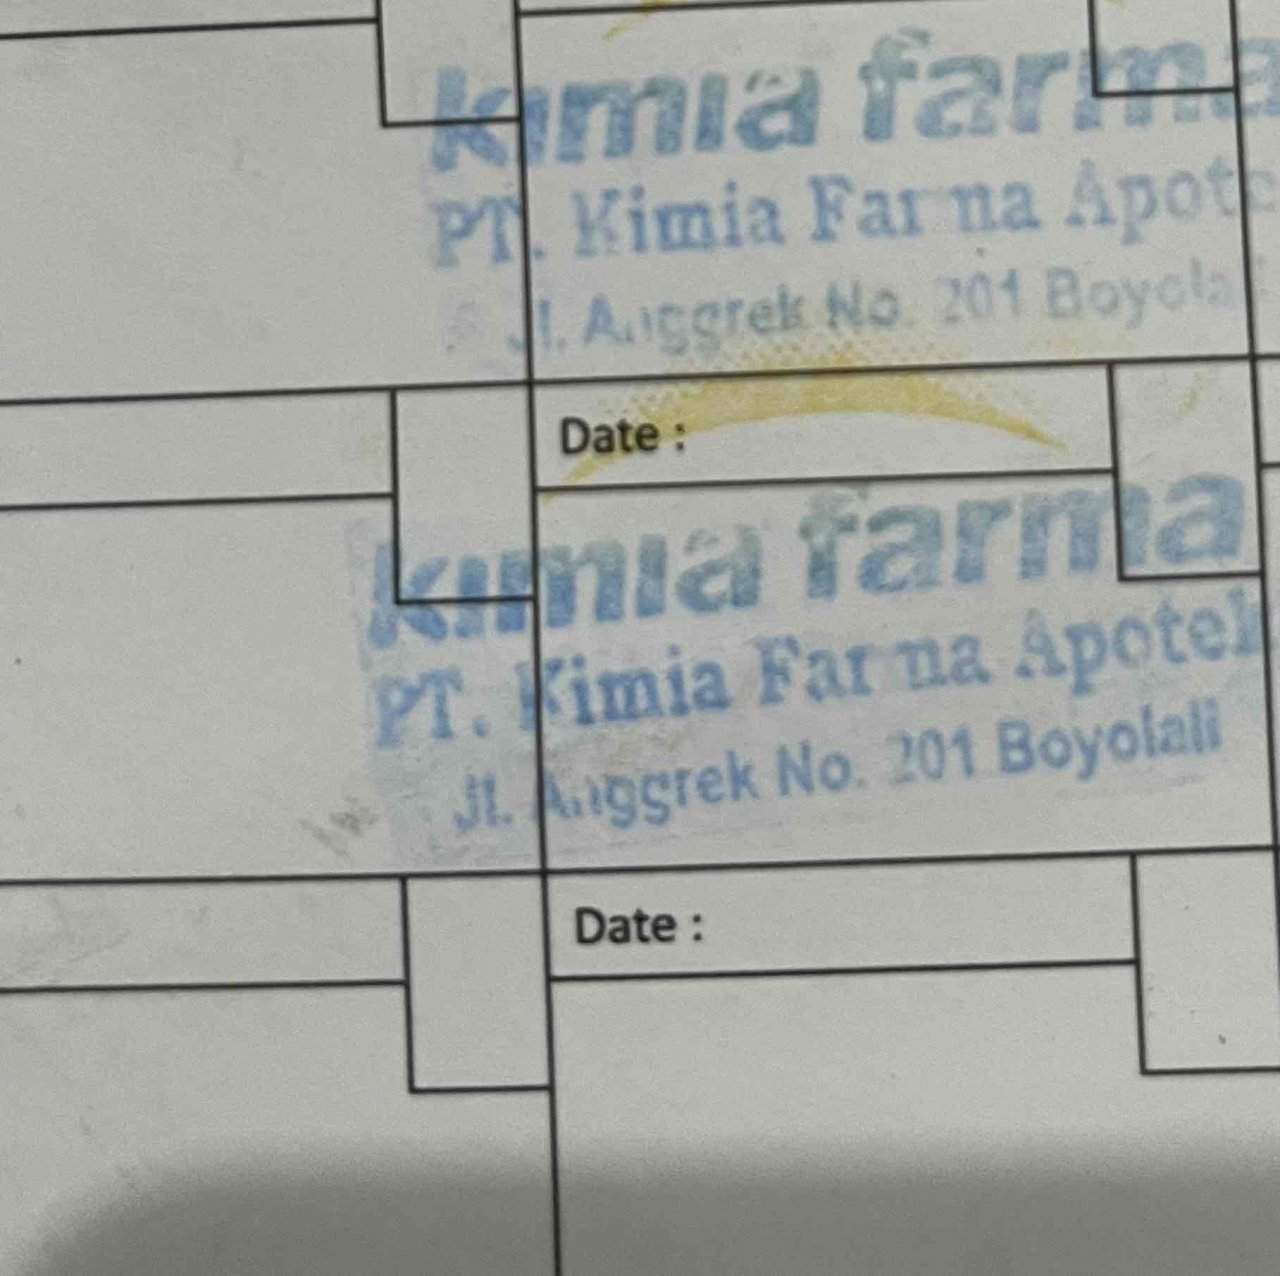 kimia farma
PT. Kimia Farma Apote
Jl. Anggrek No. 201 Boyola
Date :
kimia farma
PT. Kimia Farma Apotek
Jl. Anggrek No. 201 Boyolali
Date :